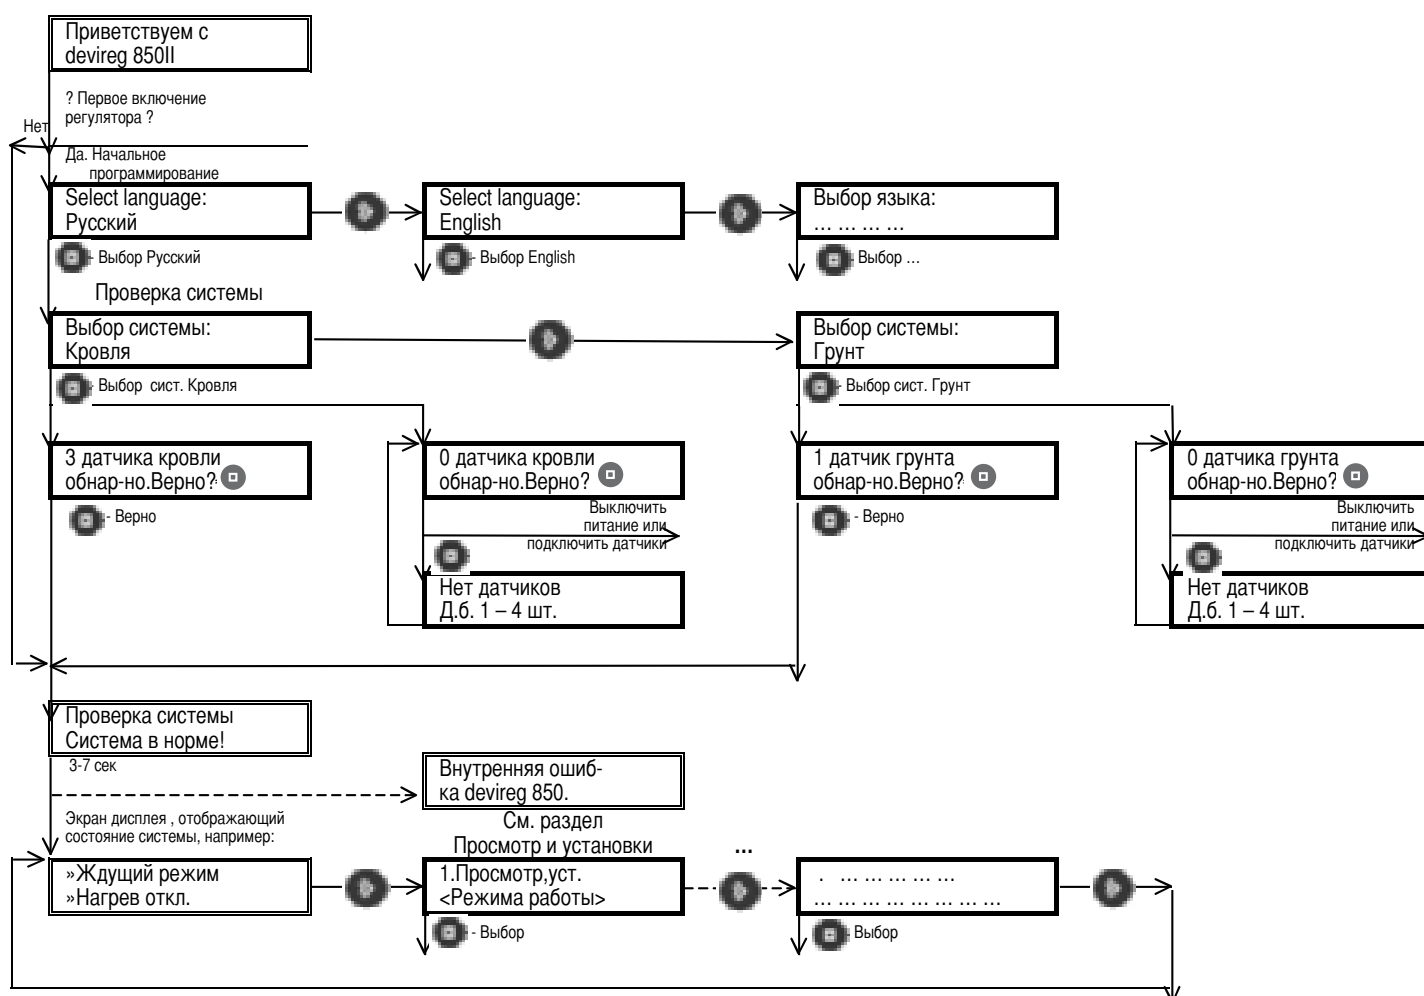 Приветствуем с
devireg 850II
? Первое включение
регулятора ?
Нет
Да. Начальное
программирование
Select language:
Русский
Select language:
English
Выбор языка:
... ... ... ...
- Выбор Русский
- Выбор English
Выбор ...
Проверка системы
Выбор системы:
Кровля
Выбор системы:
Грунт
- Выбор сист. Кровля
- Выбор сист. Грунт
3 датчика кровли
обнар-но.Верно?
0 датчика кровли
обнар-но.Верно?
1 датчик грунта
обнар-но.Верно?
0 датчика грунта
обнар-но.Верно?
- Верно
Выключить
питание или
подключить датчики
- Верно
Выключить
питание или
подключить датчики
Нет датчиков
Д.б. 1 – 4 шт.
Нет датчиков
Д.б. 1 – 4 шт.
Проверка системы
Система в норме!
3-7 сек
Внутренняя ошиб-
ка devireg 850.
Экран дисплея , отображающий
состояние системы, например:
См. раздел
Просмотр и установки
...
»Ждущий режим
»Нагрев откл.
1.Просмотр,уст.
<Режима работы>
. ... ... ... ... ...
... ... ... ... ... ... ... ...
- Выбор
Выбор